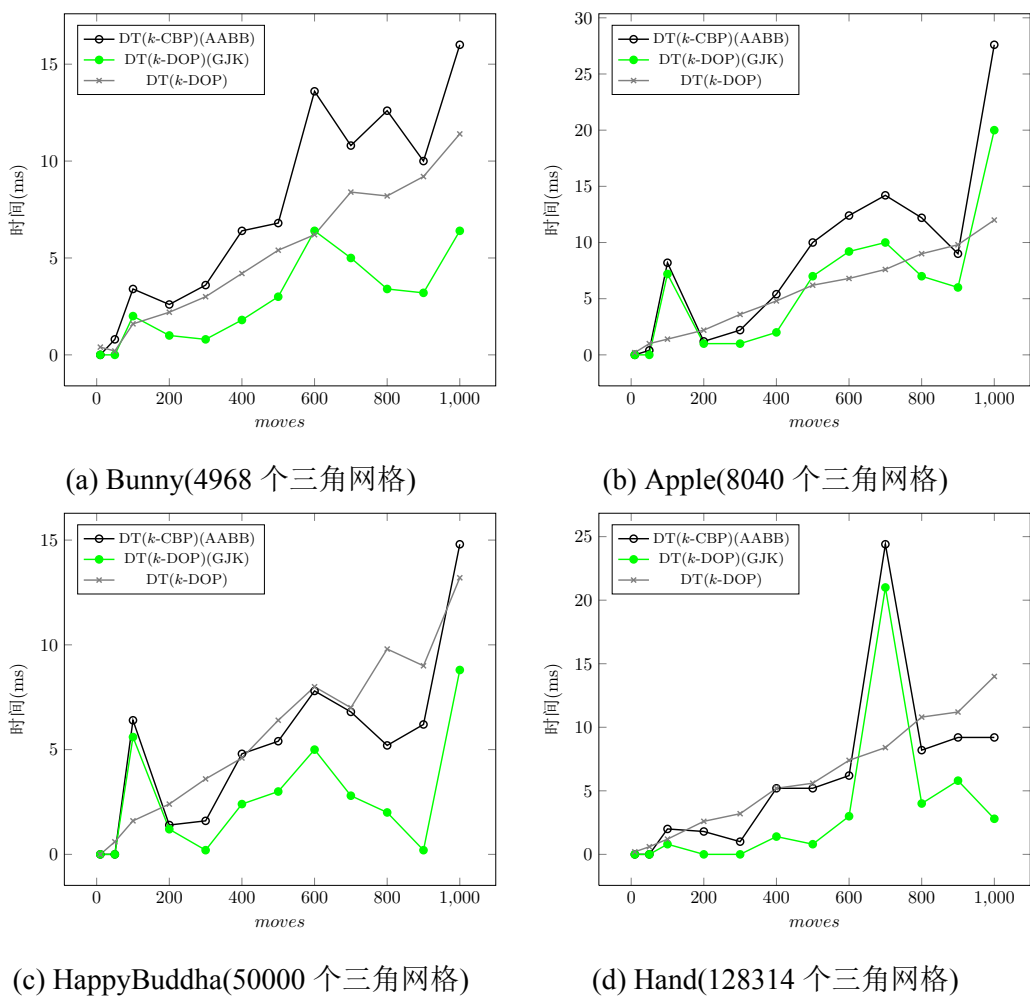 DT(k-CBP)(AABB)
DT(k-DOP)(GJK)
DT(k-DOP)
15
10
5
0
时间(ms)
0 200 400 600 800 1,000
moves
(a) Bunny(4968 个三角网格)
DT(k-CBP)(AABB)
DT(k-DOP)(GJK)
DT(k-DOP)
30
25
20
15
10
5
0
时间(ms)
0 200 400 600 800 1,000
moves
(b) Apple(8040 个三角网格)
DT(k-CBP)(AABB)
DT(k-DOP)(GJK)
DT(k-DOP)
15
10
5
0
时间(ms)
0 200 400 600 800 1,000
moves
(c) HappyBuddha(50000 个三角网格)
DT(k-CBP)(AABB)
DT(k-DOP)(GJK)
DT(k-DOP)
25
20
15
10
5
0
时间(ms)
0 200 400 600 800 1,000
moves
(d) Hand(128314 个三角网格)